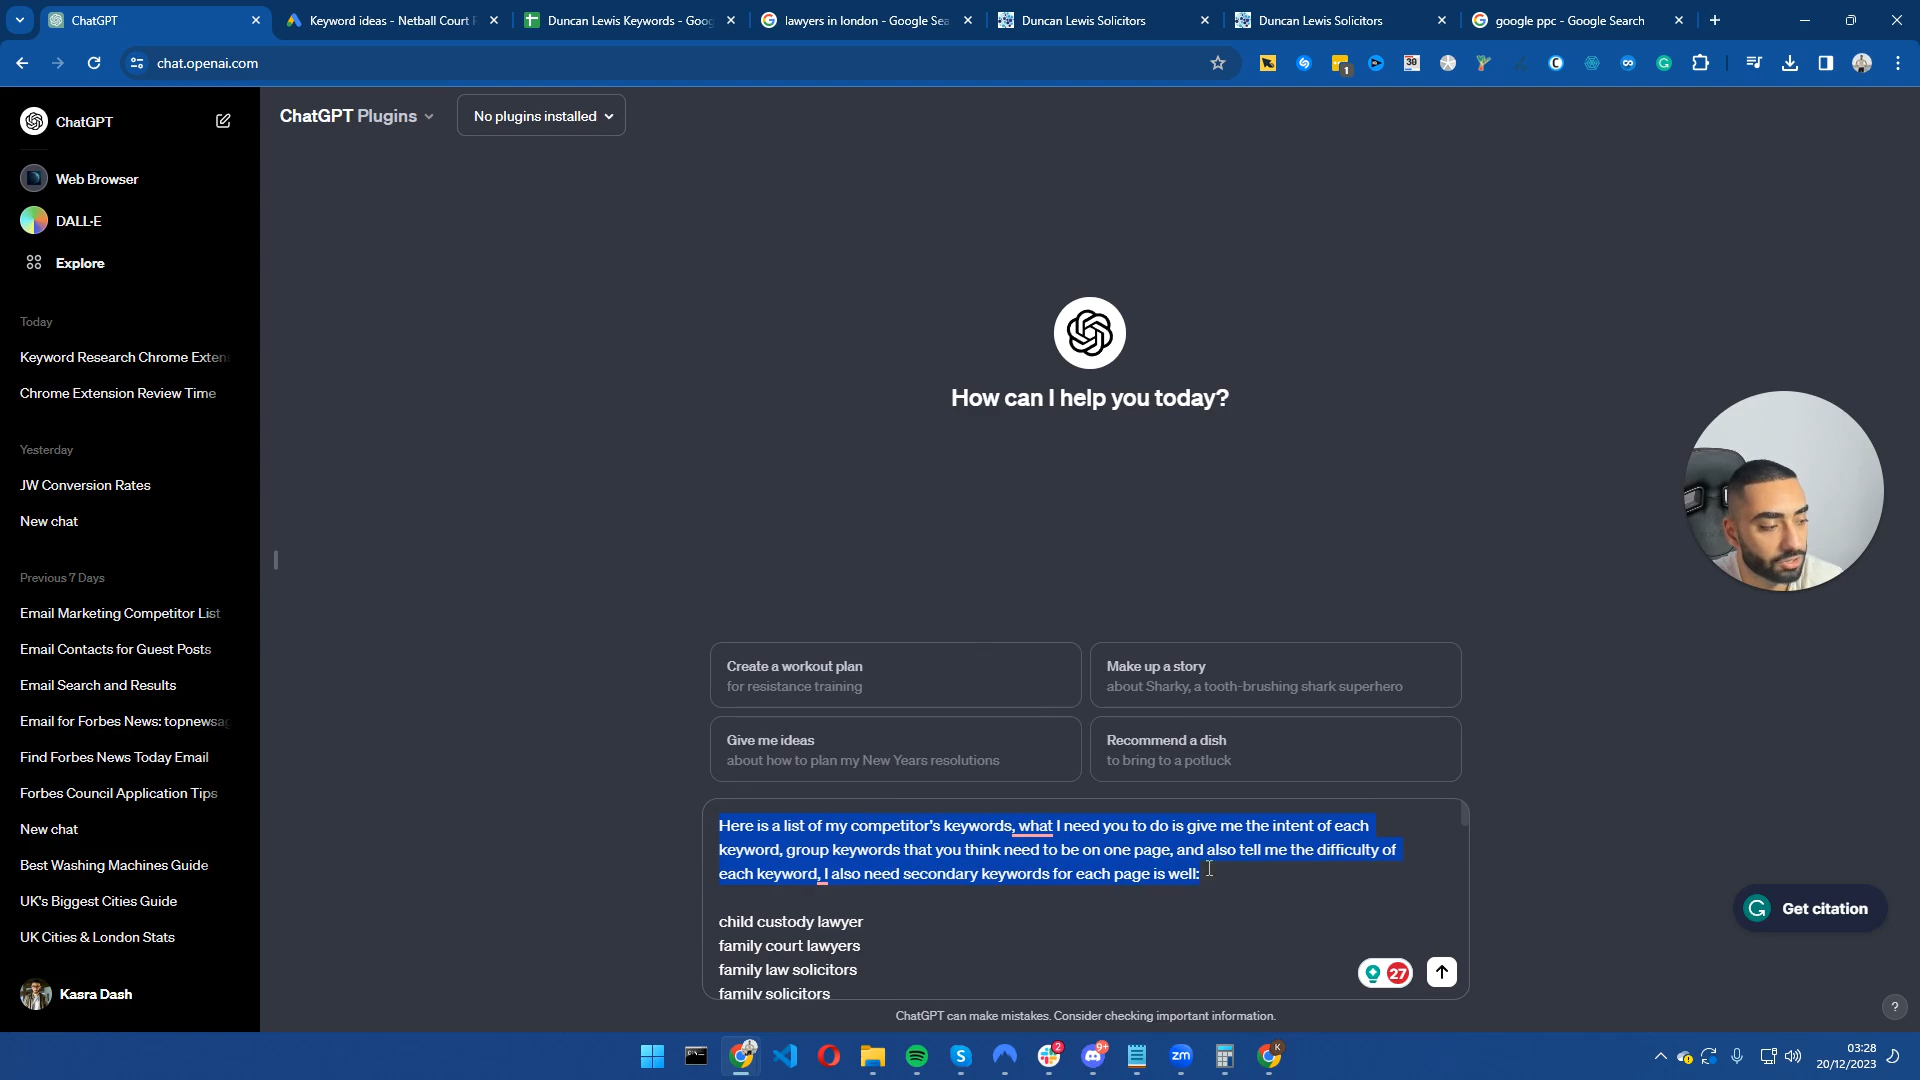 ChatGPT
Keyword ideas - Netball Court
Duncan Lewis Keywords - Goog
lawyers in london - Google Sea
Duncan Lewis Solicitors
Duncan Lewis Solicitors
google ppc - Google Search
chat.openai.com
1
30
ChatGPT
ChatGPT Plugins
No plugins installed
Web Browser
DALL·E
Explore
Today
Keyword Research Chrome Exten
Chrome Extension Review Time
Yesterday
JW Conversion Rates
New chat
Previous 7 Days
Email Marketing Competitor List
Email Contacts for Guest Posts
Email Search and Results
Email for Forbes News: topnewsag
Find Forbes News Today Email
Forbes Council Application Tips
New chat
Best Washing Machines Guide
UK's Biggest Cities Guide
UK Cities & London Stats
Kasra Dash
How can I help you today?
Create a workout plan
for resistance training
Make up a story
about Sharky, a tooth-brushing shark superhero
Give me ideas
about how to plan my New Years resolutions
Recommend a dish
to bring to a potluck
Here is a list of my competitor's keywords, what I need you to do is give me the intent of each
keyword, group keywords that you think need to be on one page, and also tell me the difficulty of
each keyword, I also need secondary keywords for each page is well:
child custody lawyer
family court lawyers
family law solicitors
family solicitors
27
Get citation
ChatGPT can make mistakes. Consider checking important information.
?
2
9+
zm
K
03:28
20/12/2023